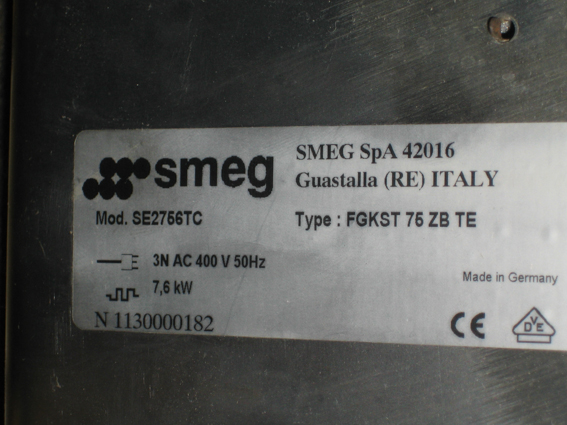 smeg
SMEG SpA 42016
Guastalla (RE) ITALY
Mod. SE2756TC
Type : FGKST 75 ZB TE
3N AC 400 V 50Hz
7,6 kW
Made in Germany
N 1130000182
CE
DVE